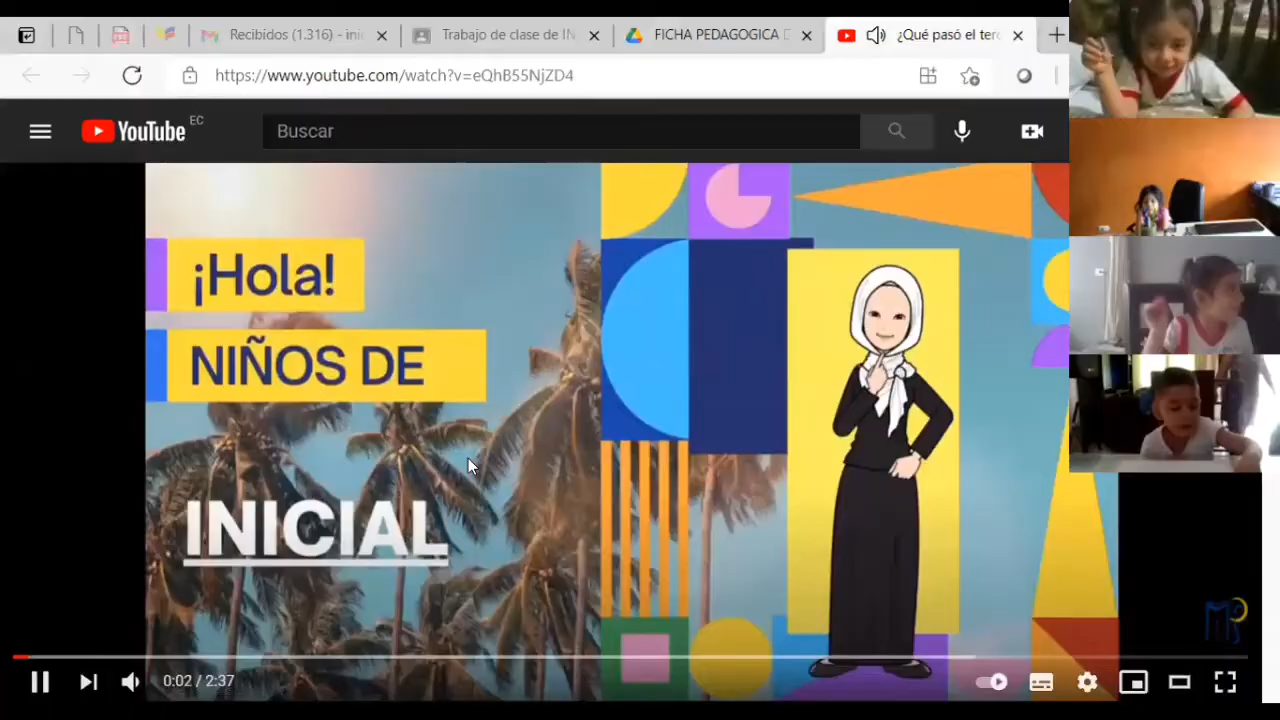 Recibidos (1.316) - ini
Trabajo de clase de IN
FICHA PEDAGOGICA D
¿Qué pasó el terc
https://www.youtube.com/watch?v=eQhB55NjZD4
YouTube
EC
Buscar
¡Hola!
NIÑOS DE
INICIAL
0:02 / 2:37